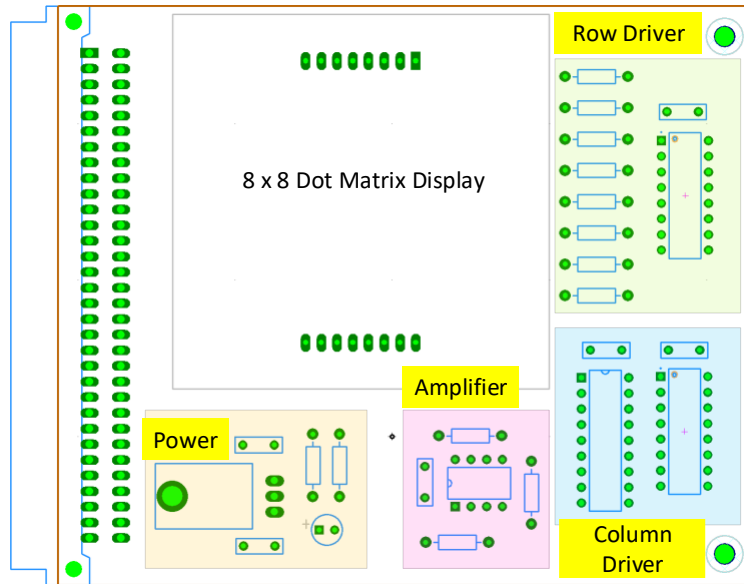 Row Driver
8 x 8 Dot Matrix Display
Amplifier
Power
Column
Driver